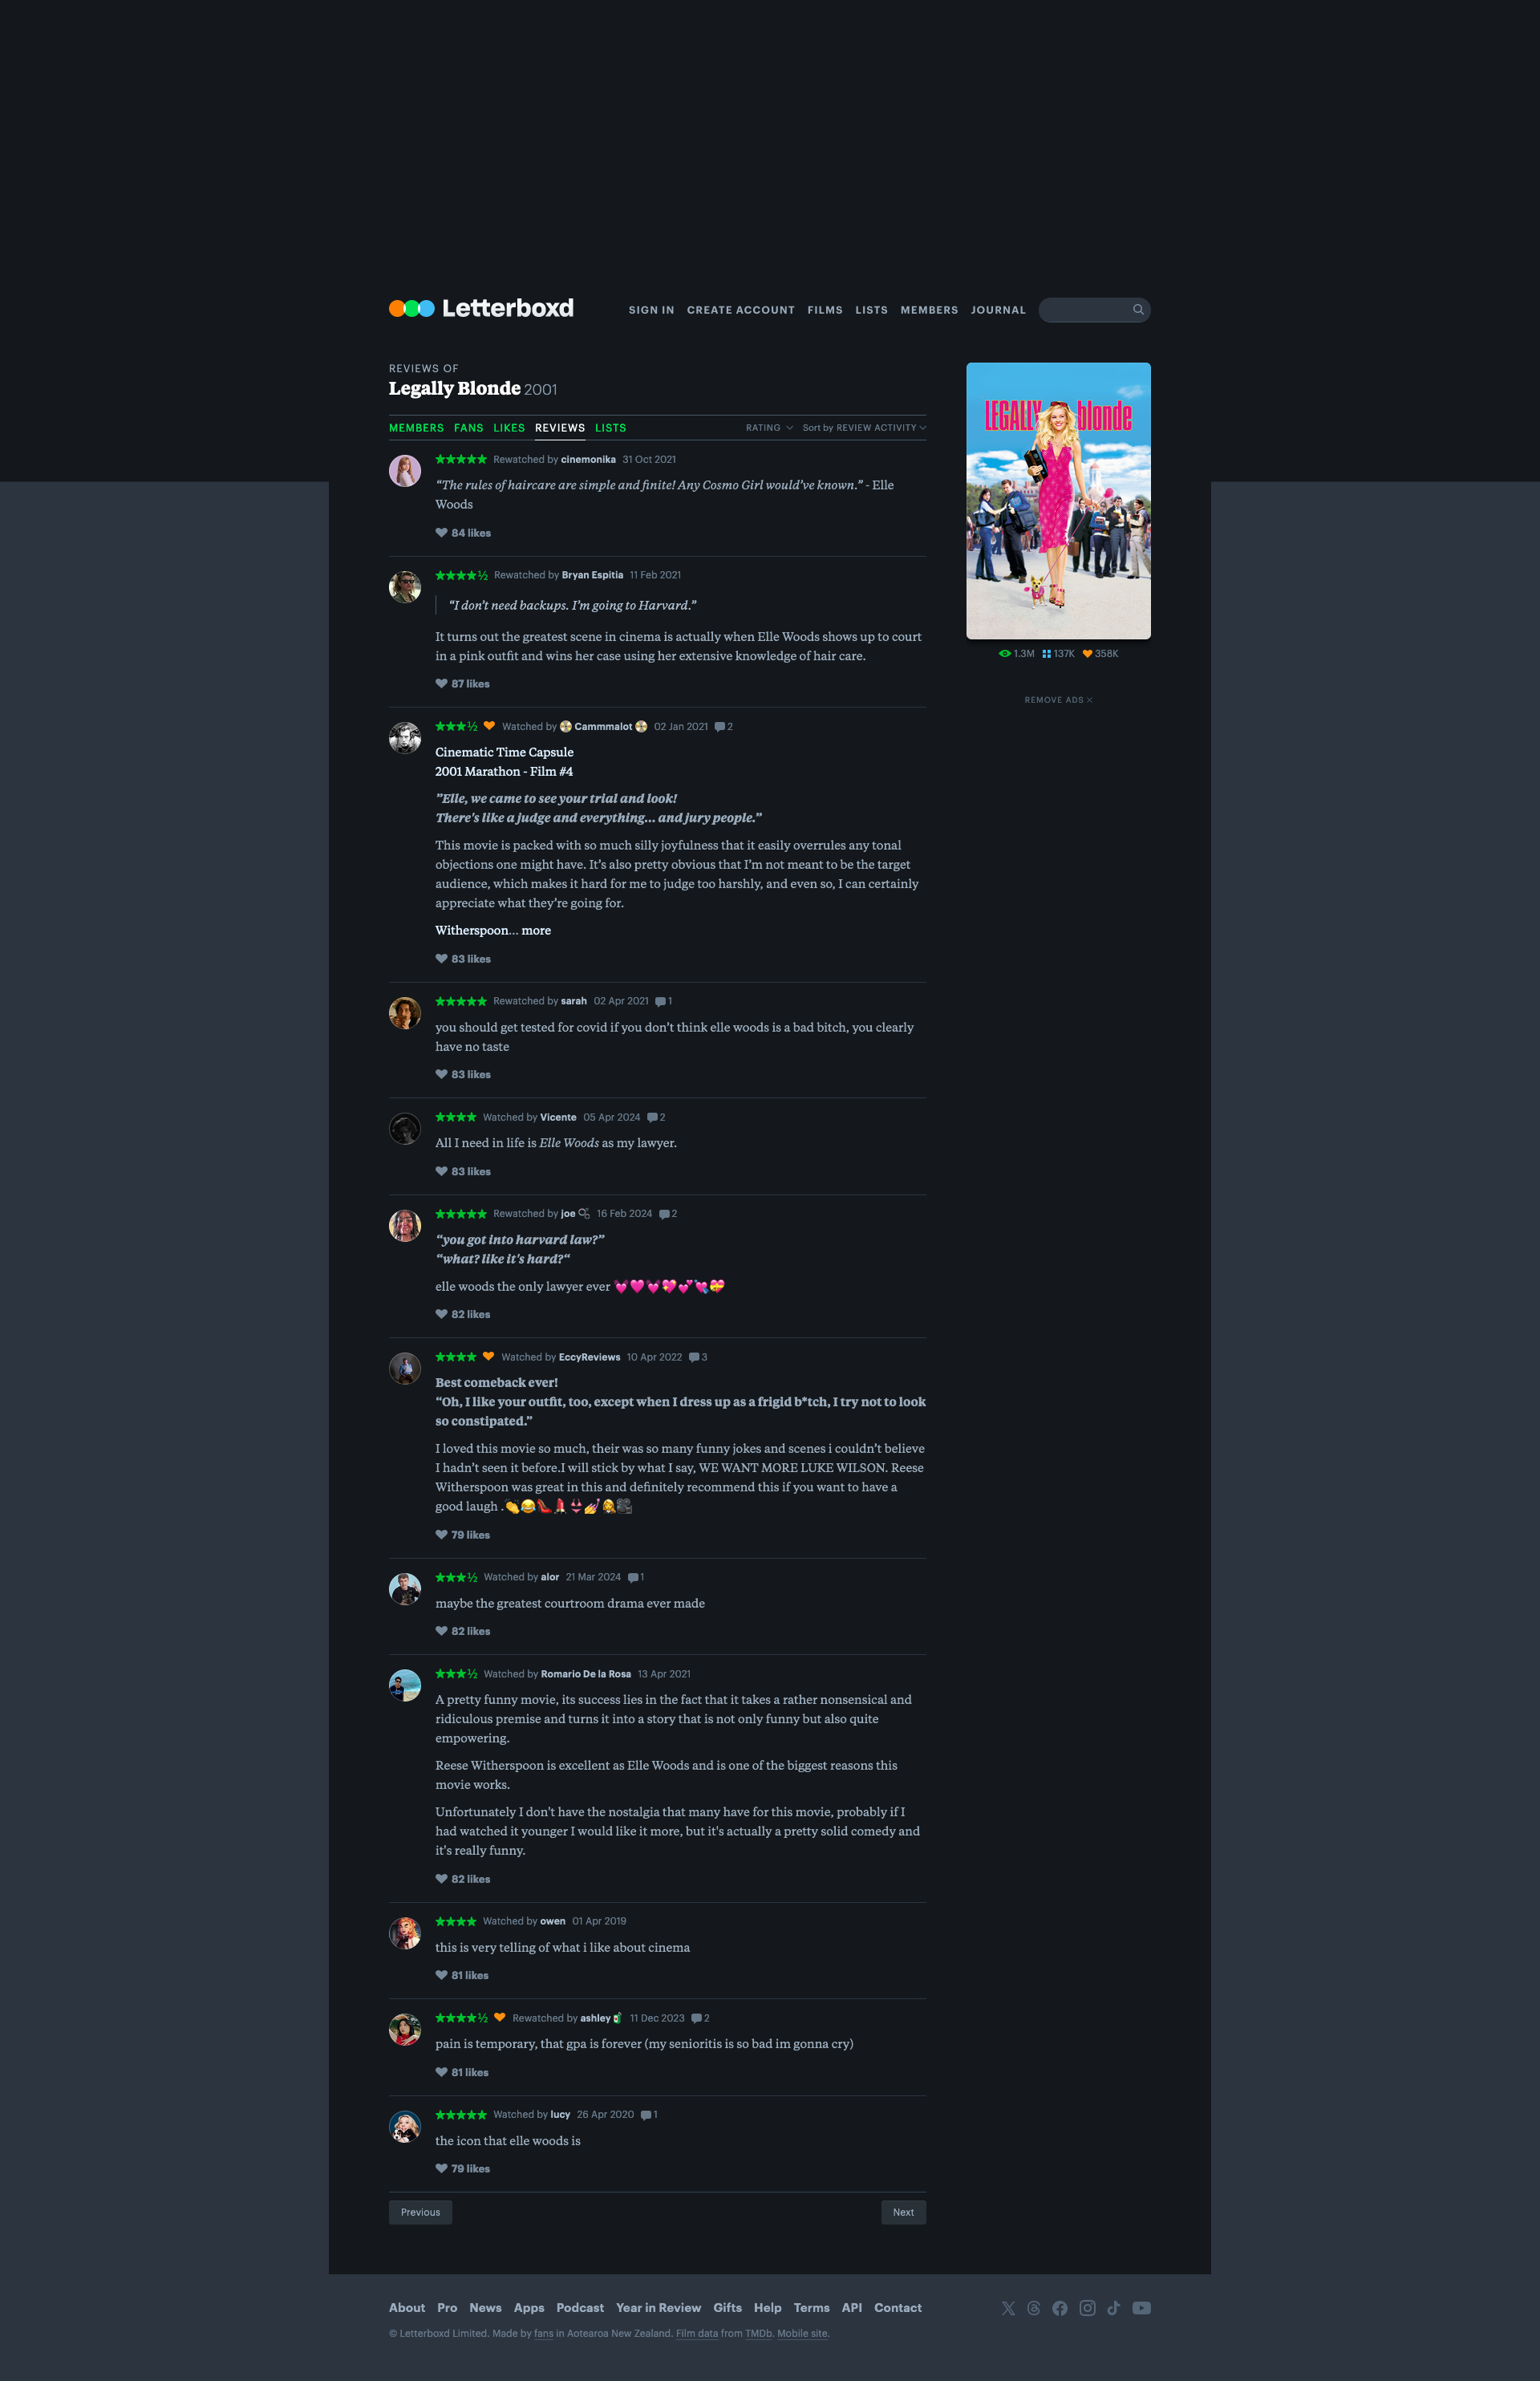 Letterboxd
SIGN IN CREATE ACCOUNT FILMS LISTS MEMBERS JOURNAL
REVIEWS OF
Legally Blonde 2001
MEMBERS FANS LIKES REVIEWS LISTS RATING Sort by REVIEW ACTIVITY
★★★★★ Rewatched by cinemonika 31 Oct 2021
“The rules of haircare are simple and finite! Any Cosmo Girl would’ve known.” - Elle
Woods
84 likes
★★★★½ Rewatched by Bryan Espitia 11 Feb 2021
“I don’t need backups. I’m going to Harvard.”
It turns out the greatest scene in cinema is actually when Elle Woods shows up to court
in a pink outfit and wins her case using her extensive knowledge of hair care.
87 likes
★★★½ Watched by 📀 Cammmalot 📀 02 Jan 2021 2
Cinematic Time Capsule
2001 Marathon - Film #4
”Elle, we came to see your trial and look!
There's like a judge and everything... and jury people.”
This movie is packed with so much silly joyfulness that it easily overrules any tonal
objections one might have. It’s also pretty obvious that I’m not meant to be the target
audience, which makes it hard for me to judge too harshly, and even so, I can certainly
appreciate what they’re going for.
Witherspoon… more
83 likes
★★★★★ Rewatched by sarah 02 Apr 2021 1
you should get tested for covid if you don’t think elle woods is a bad bitch, you clearly
have no taste
83 likes
★★★★ Watched by Vicente 05 Apr 2024 2
All I need in life is Elle Woods as my lawyer.
83 likes
★★★★★ Rewatched by joe 16 Feb 2024 2
“you got into harvard law?”
“what? like it’s hard?“
elle woods the only lawyer ever 💓🩷💓💖💕💘💝
82 likes
★★★★ Watched by EccyReviews 10 Apr 2022 3
Best comeback ever!
“Oh, I like your outfit, too, except when I dress up as a frigid b*tch, I try not to look
so constipated.”
I loved this movie so much, their was so many funny jokes and scenes i couldn’t believe
I hadn’t seen it before.I will stick by what I say, WE WANT MORE LUKE WILSON. Reese
Witherspoon was great in this and definitely recommend this if you want to have a
good laugh .👏😂👠💄👙💅👩‍⚖️🎥
79 likes
★★★½ Watched by alor 21 Mar 2024 1
maybe the greatest courtroom drama ever made
82 likes
★★★½ Watched by Romario De la Rosa 13 Apr 2021
A pretty funny movie, its success lies in the fact that it takes a rather nonsensical and
ridiculous premise and turns it into a story that is not only funny but also quite
empowering.
Reese Witherspoon is excellent as Elle Woods and is one of the biggest reasons this
movie works.
Unfortunately I don't have the nostalgia that many have for this movie, probably if I
had watched it younger I would like it more, but it's actually a pretty solid comedy and
it's really funny.
82 likes
★★★★ Watched by owen 01 Apr 2019
this is very telling of what i like about cinema
81 likes
★★★★½ Rewatched by ashley🧃 11 Dec 2023 2
pain is temporary, that gpa is forever (my senioritis is so bad im gonna cry)
81 likes
★★★★★ Watched by lucy 26 Apr 2020 1
the icon that elle woods is
79 likes
Previous Next
LEGALLY blonde
1.3M 137K 358K
REMOVE ADS
About Pro News Apps Podcast Year in Review Gifts Help Terms API Contact
© Letterboxd Limited. Made by fans in Aotearoa New Zealand. Film data from TMDb. Mobile site.